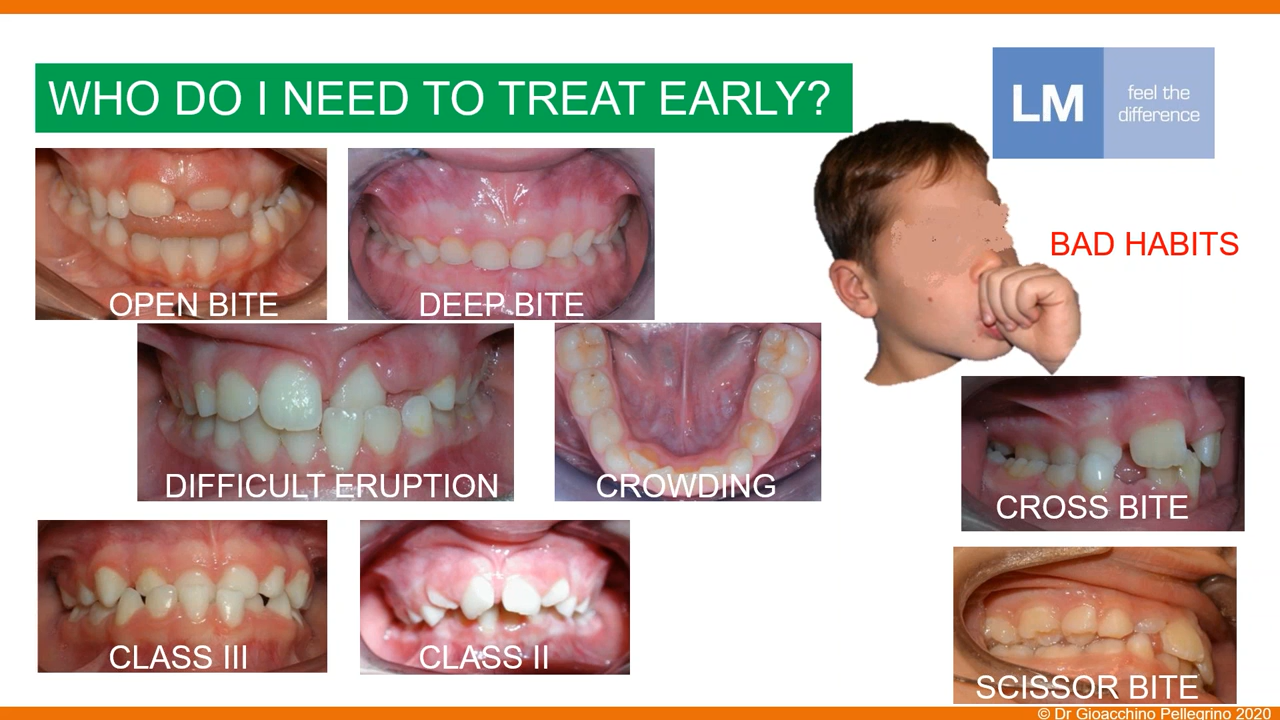 WHO DO I NEED TO TREAT EARLY?
LM
feel the
difference
BAD HABITS
OPEN BITE
DEEP BITE
DIFFICULT ERUPTION
CROWDING
CROSS BITE
CLASS III
CLASS II
SCISSOR BITE
© Dr Gioacchino Pellegrino 2020